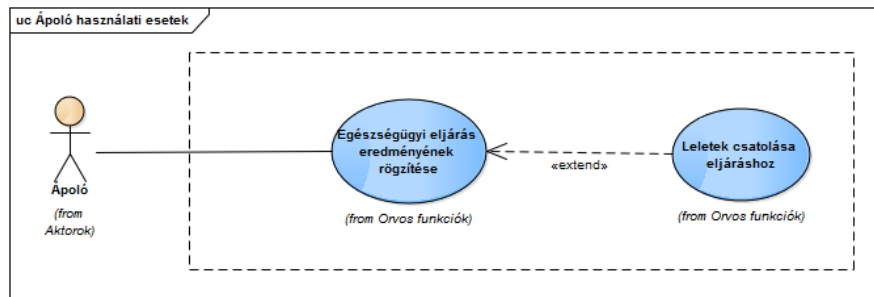 uc Ápoló használati esetek
Ápoló
(from
Aktorok)
Egészségügyi eljárás
eredményének
rögzítése
(from Orvos funkciók)
«extend»
Leletek csatolása
eljáráshoz
(from Orvos funkciók)